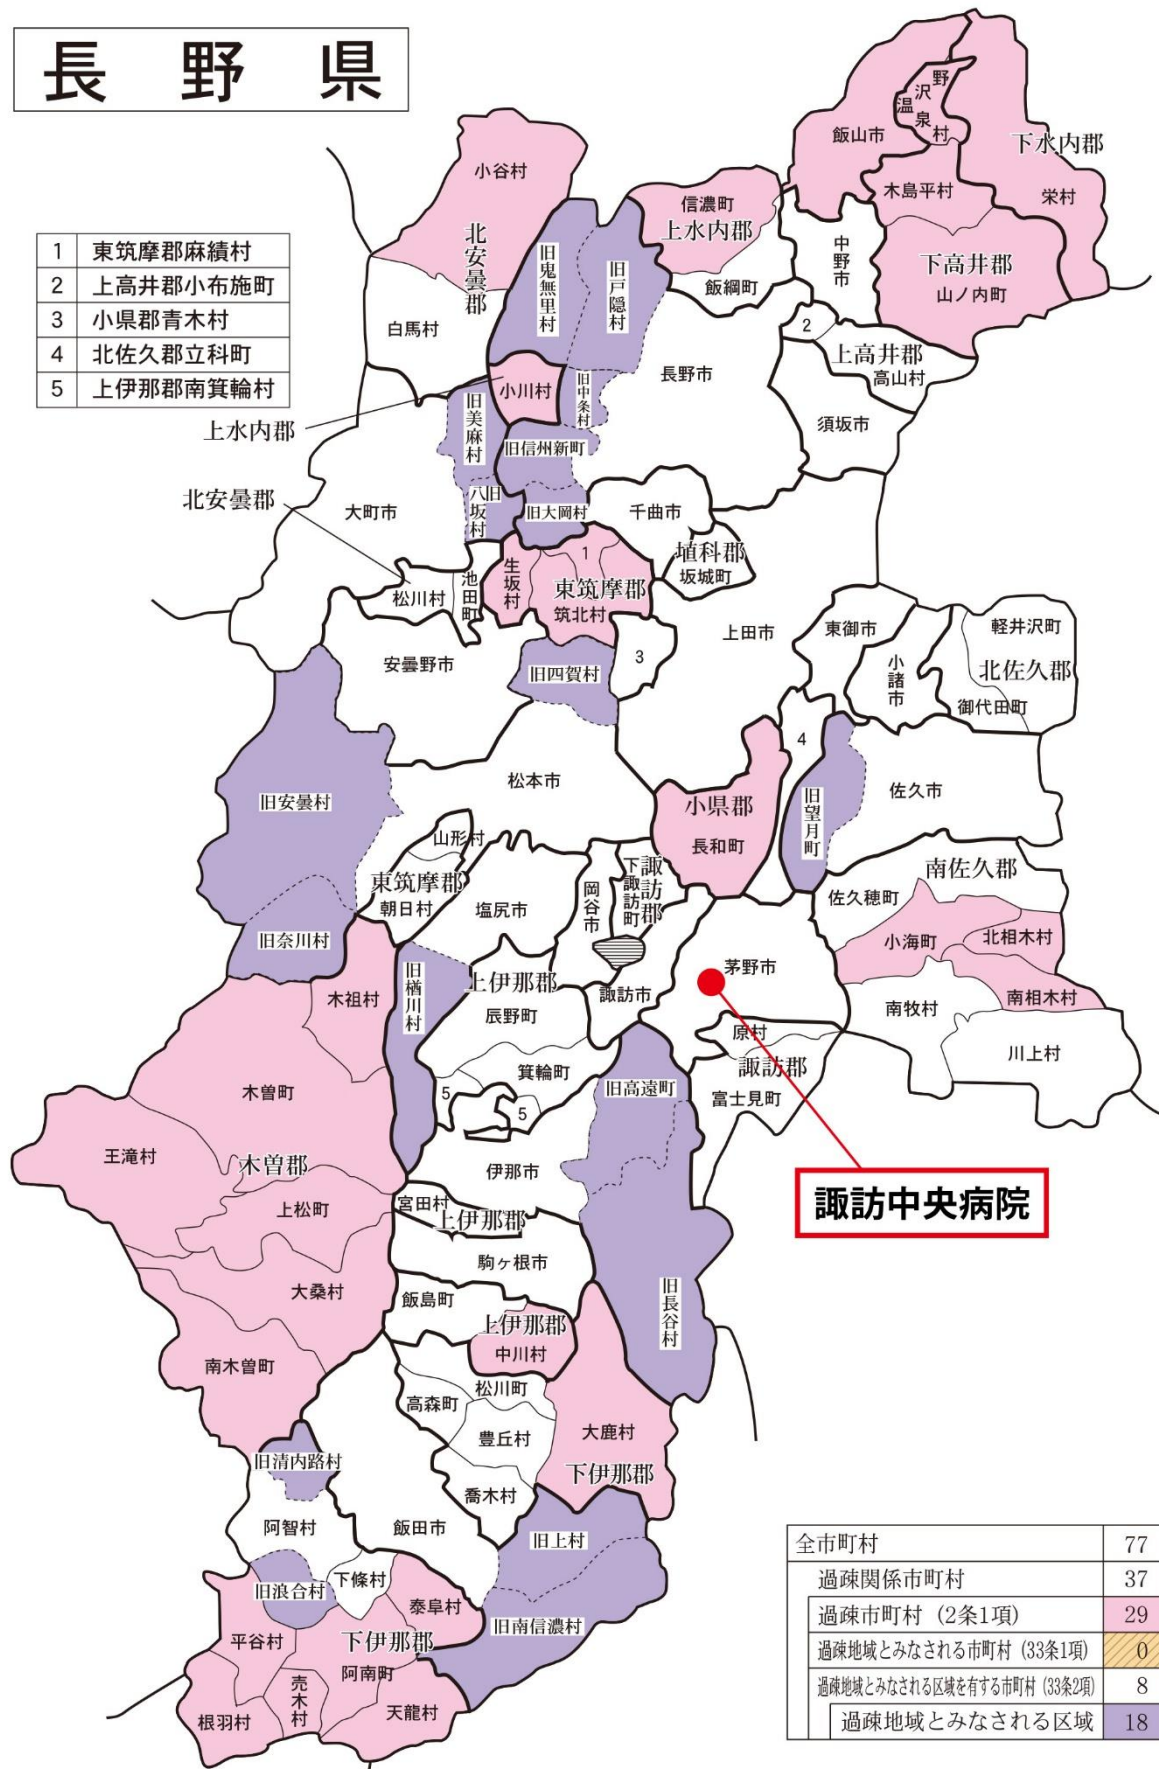 長野県
1 東筑摩郡麻績村
2 上高井郡小布施町
3 小県郡青木村
4 北佐久郡立科町
5 上伊那郡南箕輪村
野沢温泉村
飯山市
下水内郡
木島平村
栄村
小谷村
信濃町
上水内郡
中野市
下高井郡
山ノ内町
北安曇郡
旧鬼無里村
旧戸隠村
飯綱町
白馬村
2
上高井郡
高山村
長野市
小川村
旧中条村
上水内郡
旧美麻村
須坂市
旧信州新町
北安曇郡
大町市
旧八坂村
旧大岡村
千曲市
埴科郡
坂城町
1
生坂村
東筑摩郡
筑北村
松川村
池田町
上田市
東御市
軽井沢町
小諸市
北佐久郡
御代田町
安曇野市
旧四賀村
3
4
松本市
旧安曇村
小県郡
長和町
旧望月町
佐久市
山形村
東筑摩郡
朝日村
塩尻市
岡谷市
下諏訪町
諏訪郡
南佐久郡
佐久穂町
小海町
北相木村
旧奈川村
木祖村
旧楢川村
上伊那郡
辰野町
諏訪市
茅野市
南牧村
南相木村
川上村
原村
諏訪郡
富士見町
箕輪町
5
5
旧高遠町
木曽町
王滝村
木曽郡
上松町
伊那市
宮田村
上伊那郡
諏訪中央病院
駒ヶ根市
大桑村
飯島町
旧長谷村
上伊那郡
中川村
南木曽町
高森町
松川町
豊丘村
大鹿村
下伊那郡
旧清内路村
喬木村
阿智村
飯田市
旧上村
旧浪合村
下條村
泰阜村
旧南信濃村
平谷村
下伊那郡
阿南町
売木村
根羽村
天龍村
全市町村 77
過疎関係市町村 37
過疎市町村（2条1項） 29
過疎地域とみなされる市町村（33条1項） 0
過疎地域とみなされる区域を有する市町村（33条2項） 8
過疎地域とみなされる区域 18